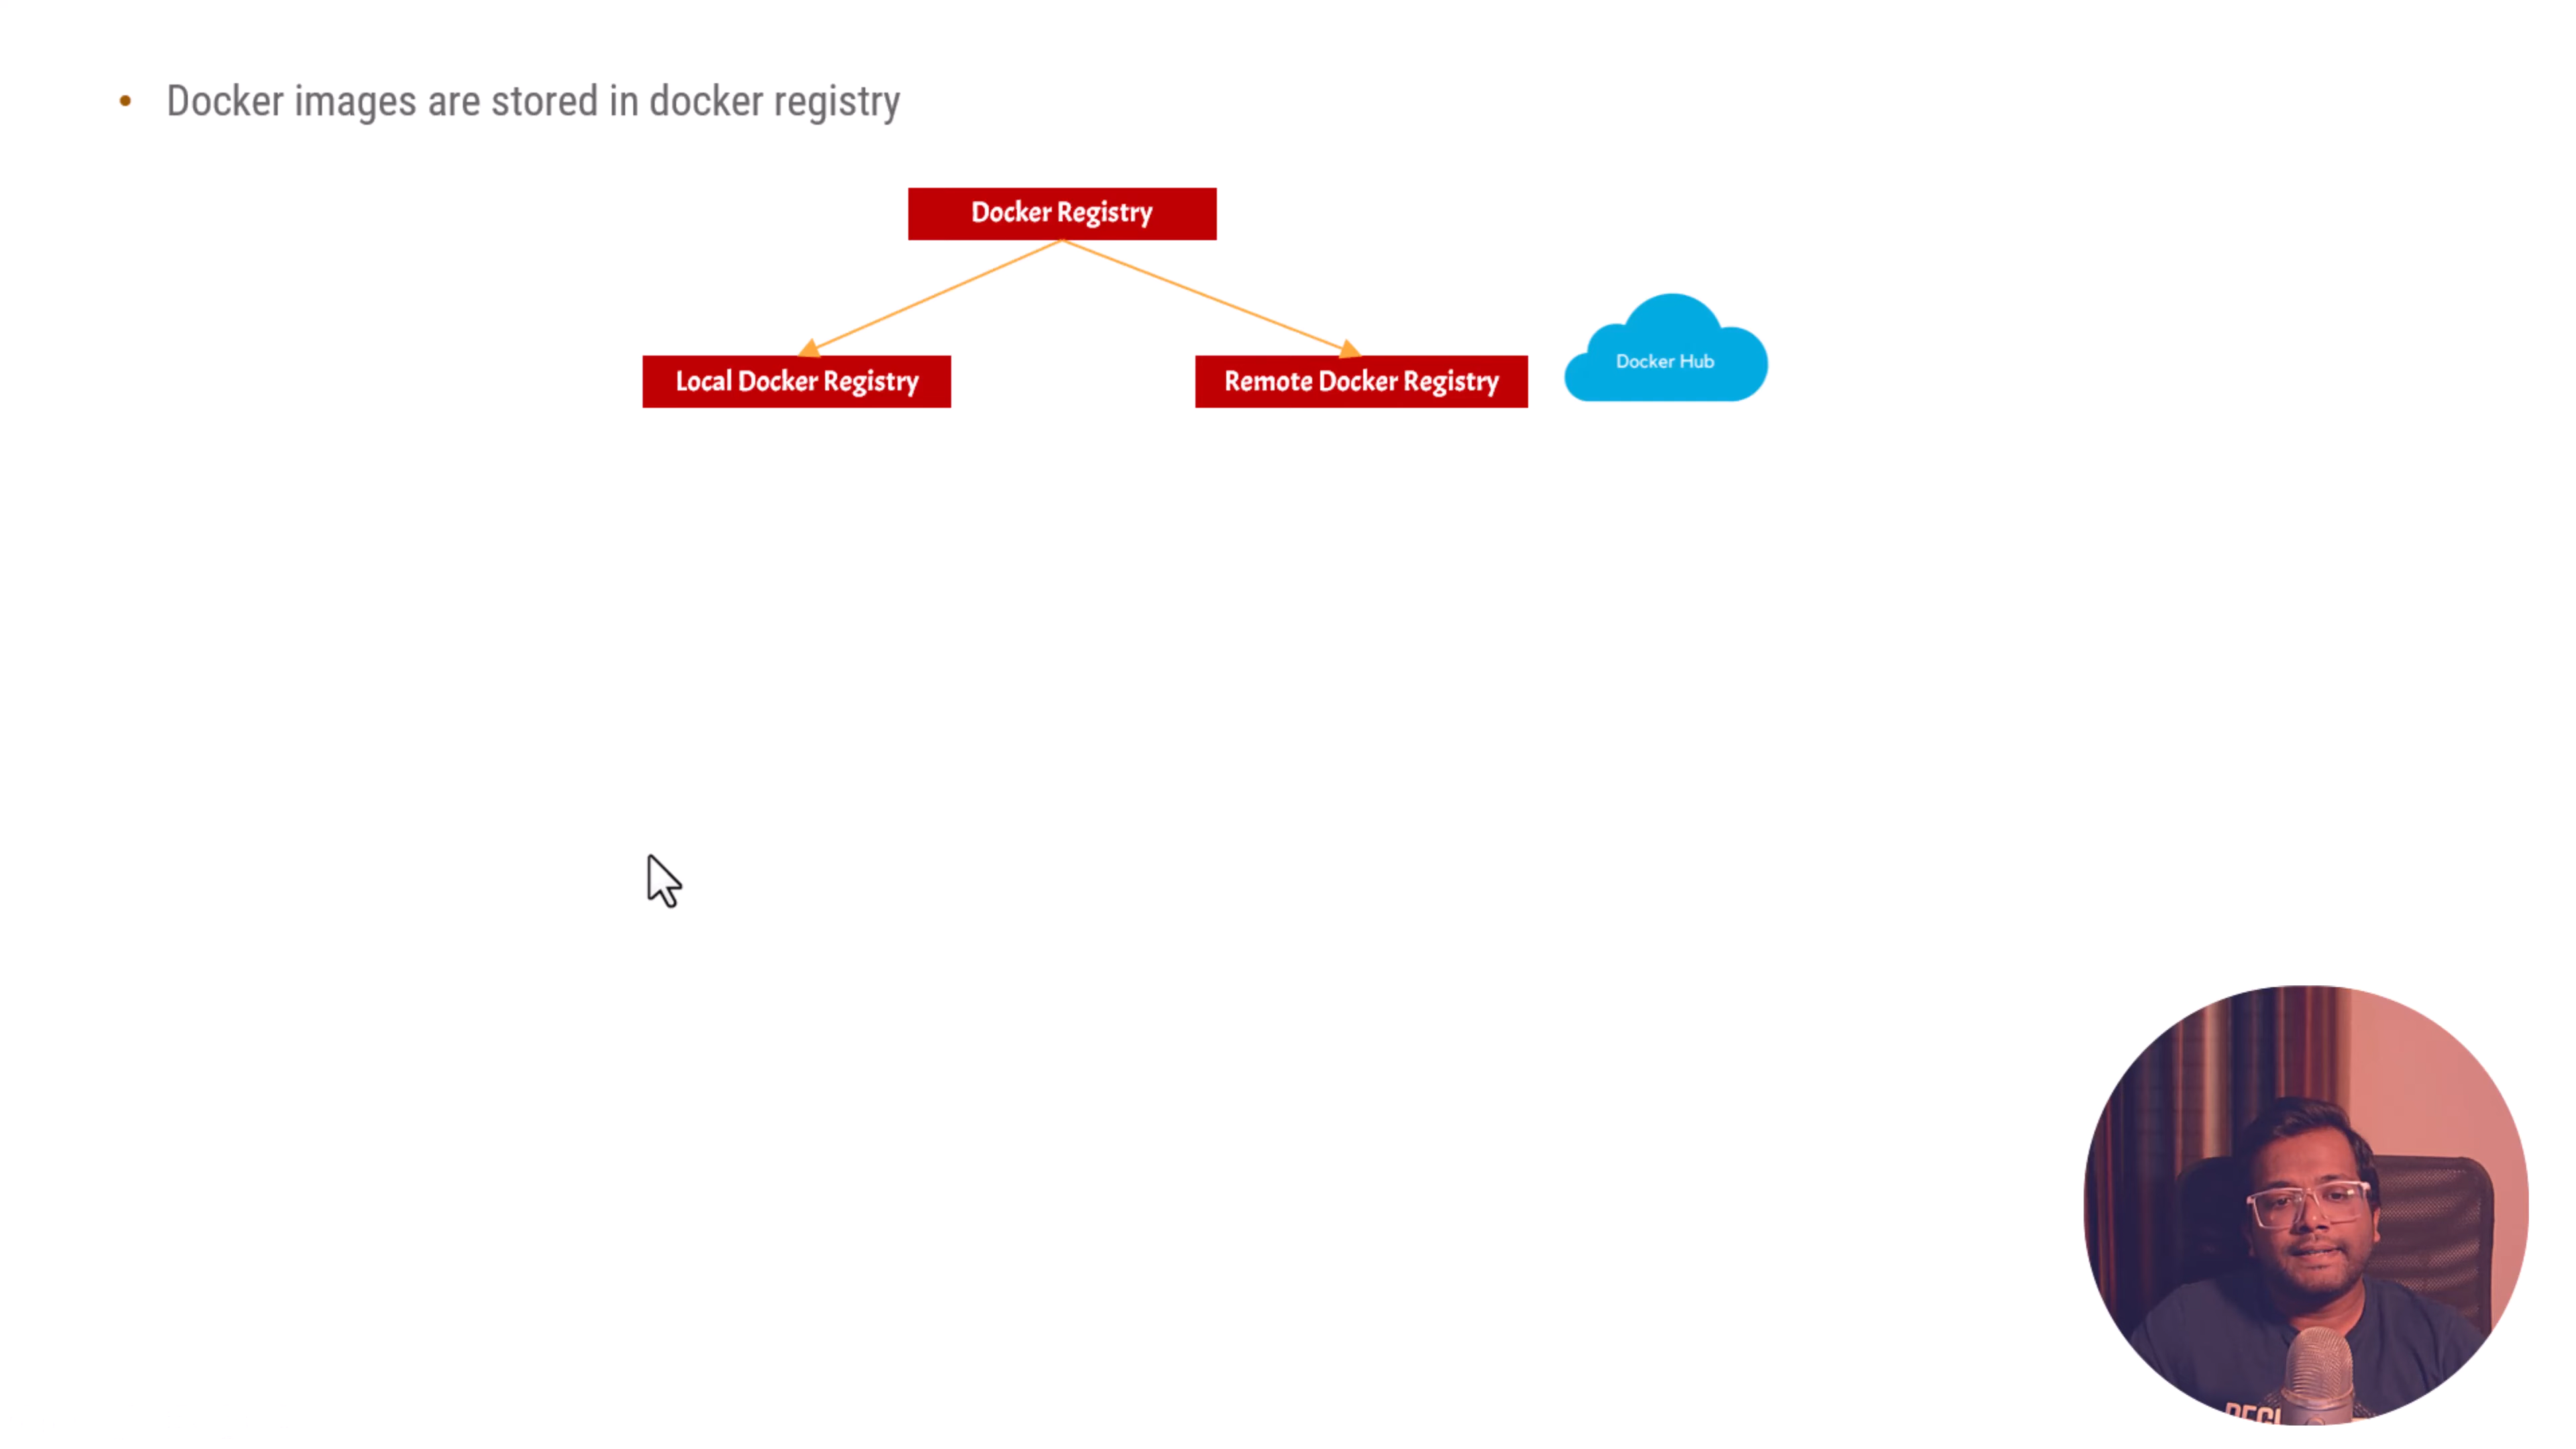 Docker images are stored in docker registry
Docker Registry
Local Docker Registry
Remote Docker Registry
Docker Hub